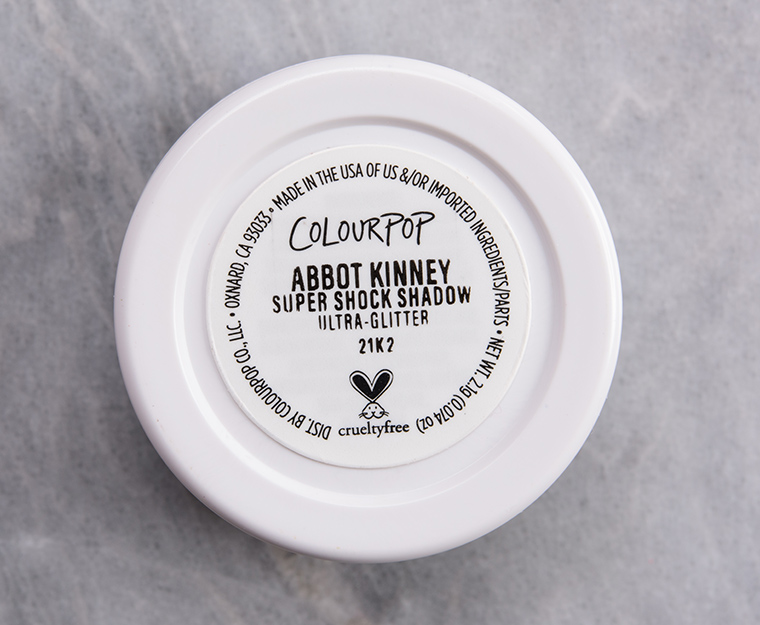 COLOURPOP
ABBOT KINNEY
SUPER SHOCK SHADOW
ULTRA-GLITTER
21K2
crueltyfree
DIST. BY COLOURPOP CO., LLC. • OXNARD, CA 93033 • MADE IN THE USA OF US &/OR IMPORTED INGREDIENTS/PARTS • NET WT. 2.1g (0.074 oz)